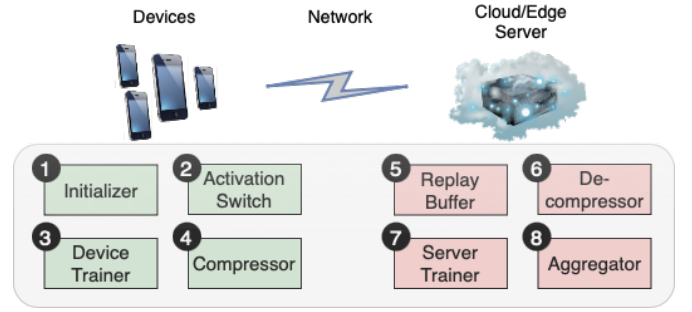 Devices
Network
Cloud/Edge
Server
1 Initializer
2 Activation
Switch
5 Replay
Buffer
6 De-
compressor
3 Device
Trainer
4 Compressor
7 Server
Trainer
8 Aggregator